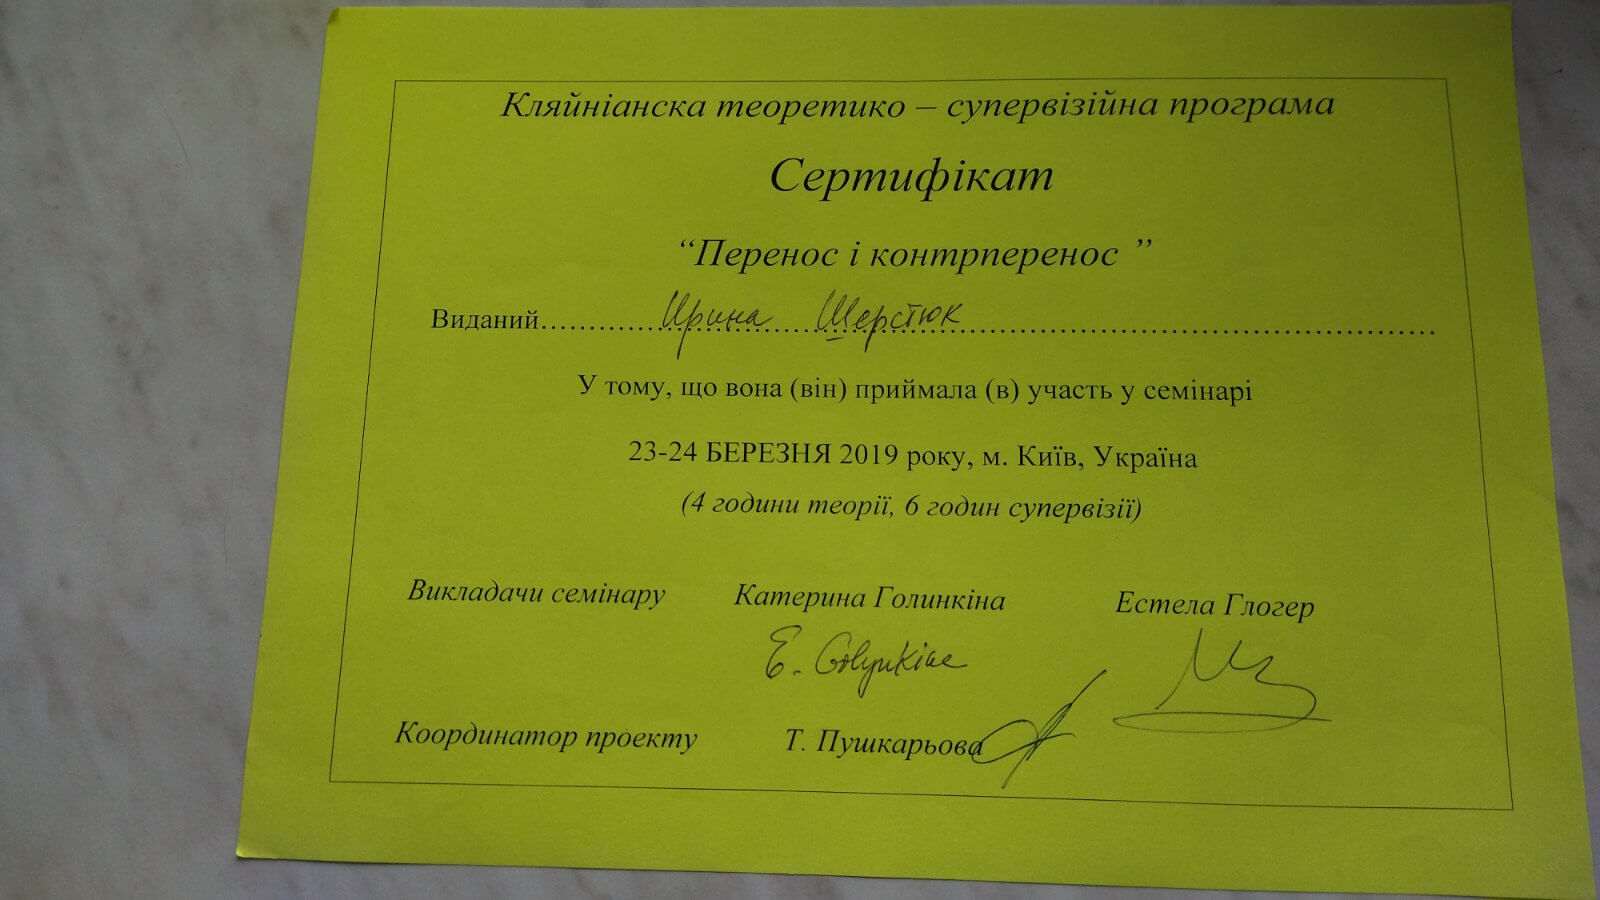 Кляйніанска теоретико – супервізійна програма
Сертифікат
“Перенос і контрперенос ”
Виданий........Ирина Шерстюк........
У тому, що вона (він) приймала (в) участь у семінарі
23-24 БЕРЕЗНЯ 2019 року, м. Київ, Україна
(4 години теорії, 6 годин супервізії)
Викладачи семінару Катерина Голинкіна Естела Глогер
E. Golynkina
Координатор проекту Т. Пушкарьова